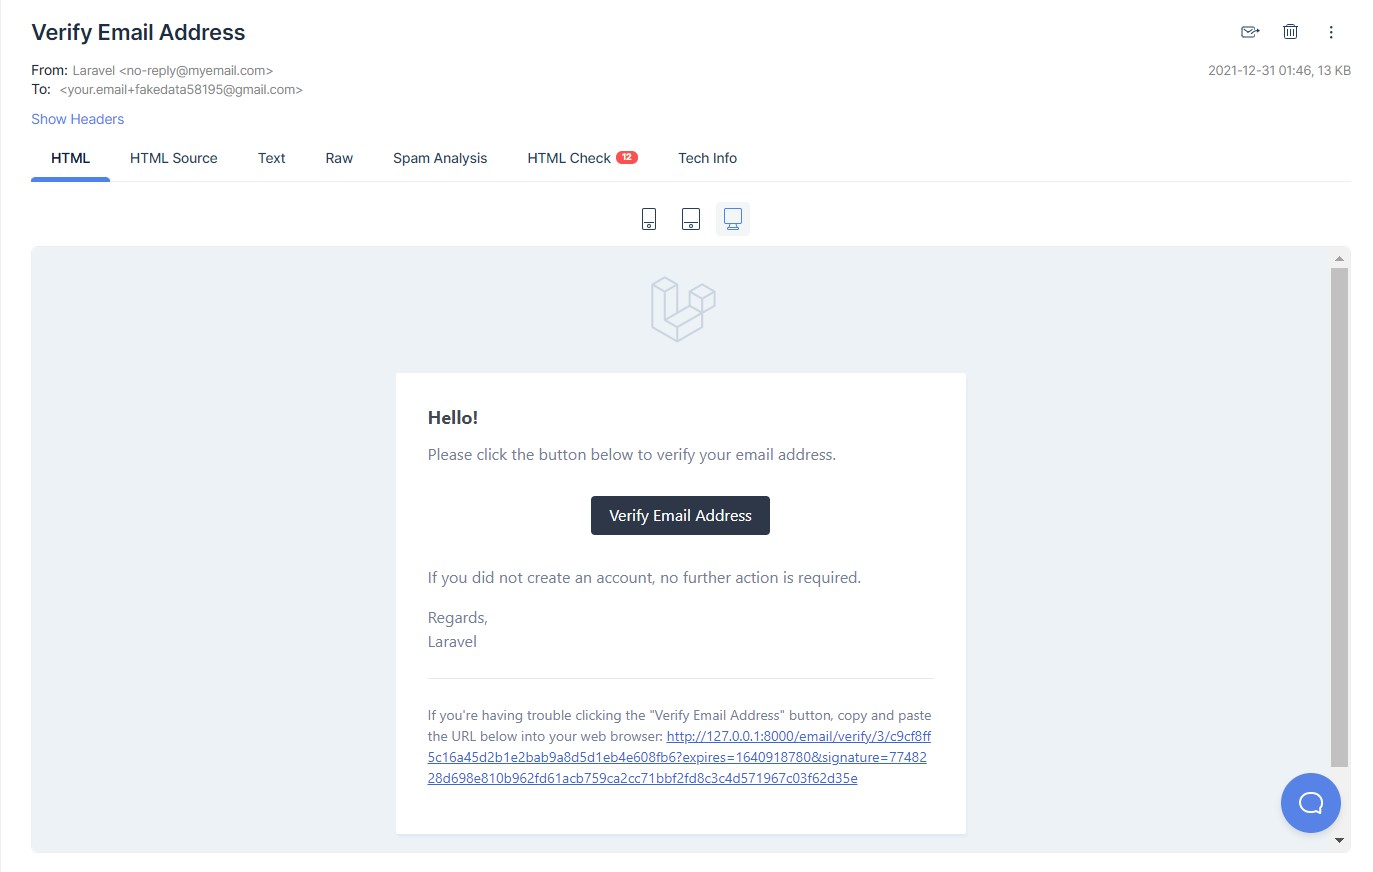 Verify Email Address
From: Laravel <no-reply@myemail.com>
2021-12-31 01:46, 13 KB
To: <your.email+fakedata58195@gmail.com>
Show Headers
HTML HTML Source Text Raw Spam Analysis HTML Check 12 Tech Info
Hello!
Please click the button below to verify your email address.
Verify Email Address
If you did not create an account, no further action is required.
Regards,
Laravel
If you're having trouble clicking the "Verify Email Address" button, copy and paste
the URL below into your web browser: http://127.0.0.1:8000/email/verify/3/c9cf8ff
5c16a45d2b1e2bab9a8d5d1eb4e608fb6?expires=1640918780&signature=77482
28d698e810b962fd61acb759ca2cc71bbf2fd8c3c4d571967c03f62d35e